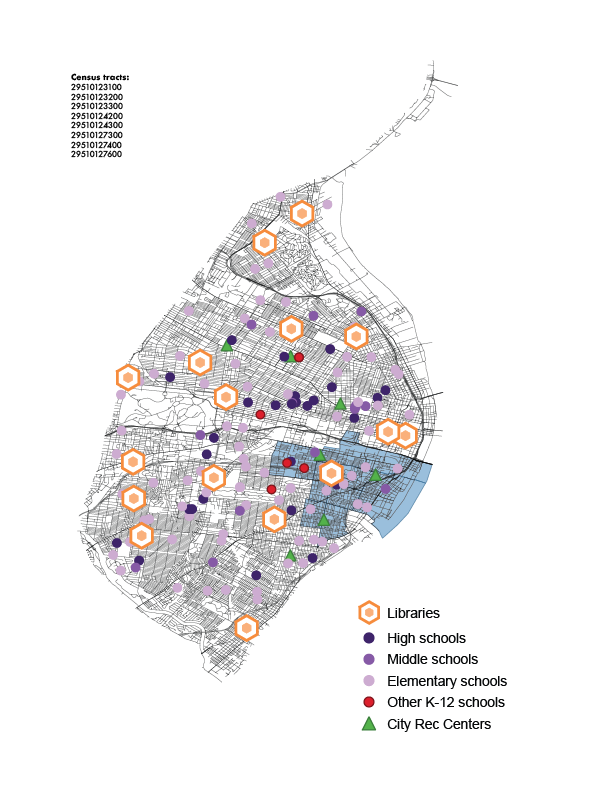 Census tracts:
29510123100
29510123200
29510123300
29510124200
29510124300
29510127300
29510127400
29510127600
Libraries
High schools
Middle schools
Elementary schools
Other K-12 schools
City Rec Centers